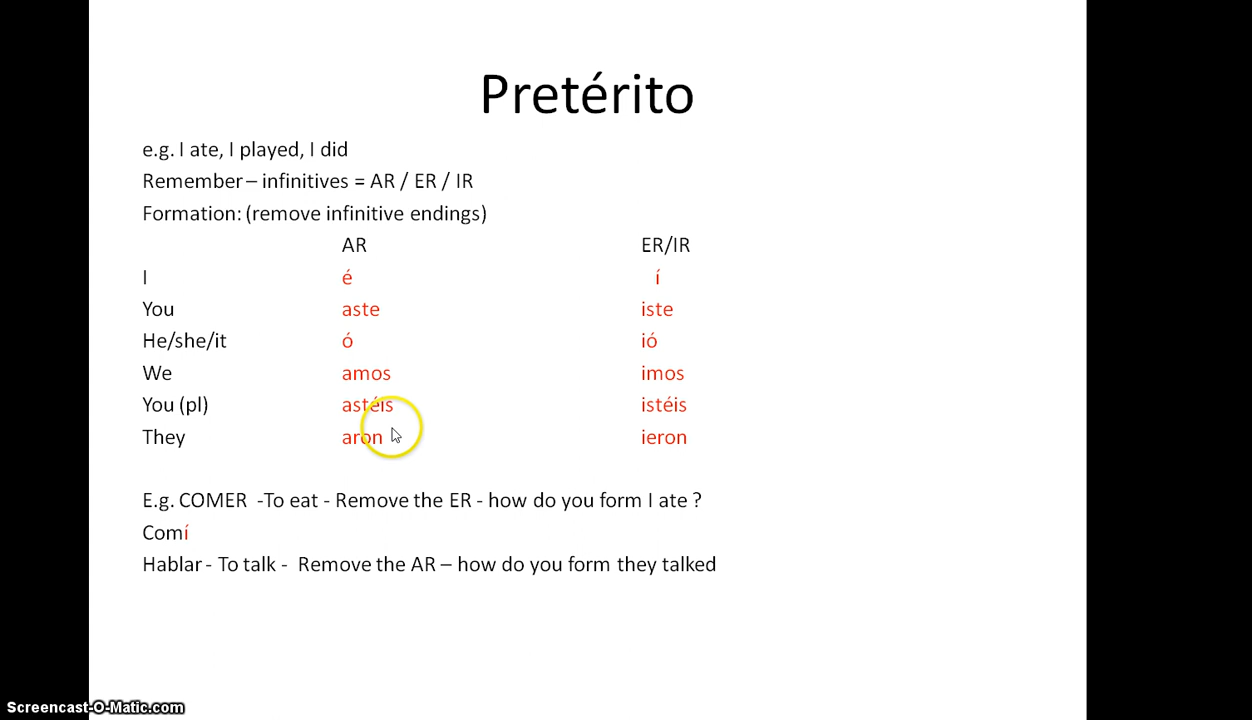 Pretérito
e.g. I ate, I played, I did
Remember – infinitives = AR / ER / IR
Formation: (remove infinitive endings)
AR ER/IR
I é í
You aste iste
He/she/it ó ió
We amos imos
You (pl) astéis istéis
They aron ieron
E.g. COMER -To eat - Remove the ER - how do you form I ate ?
Comí
Hablar - To talk - Remove the AR – how do you form they talked
Screencast-O-Matic.com